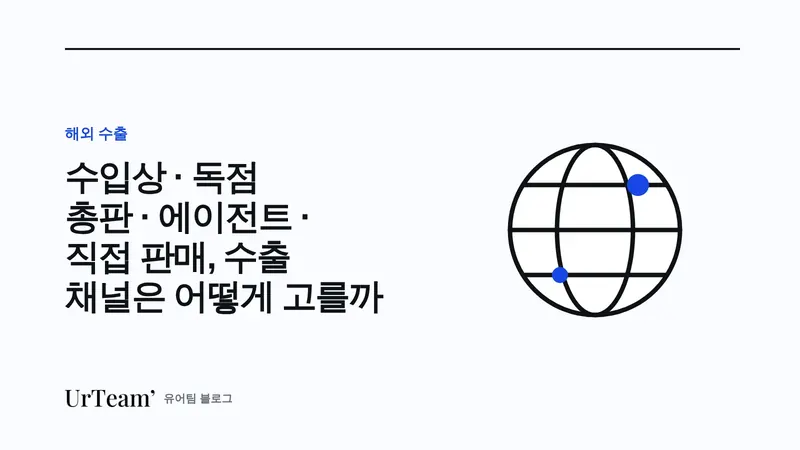 해외 수출
수입상 · 독점
총판 · 에이전트 ·
직접 판매, 수출
채널은 어떻게 고를까
UrTeam’ 유어팀 블로그